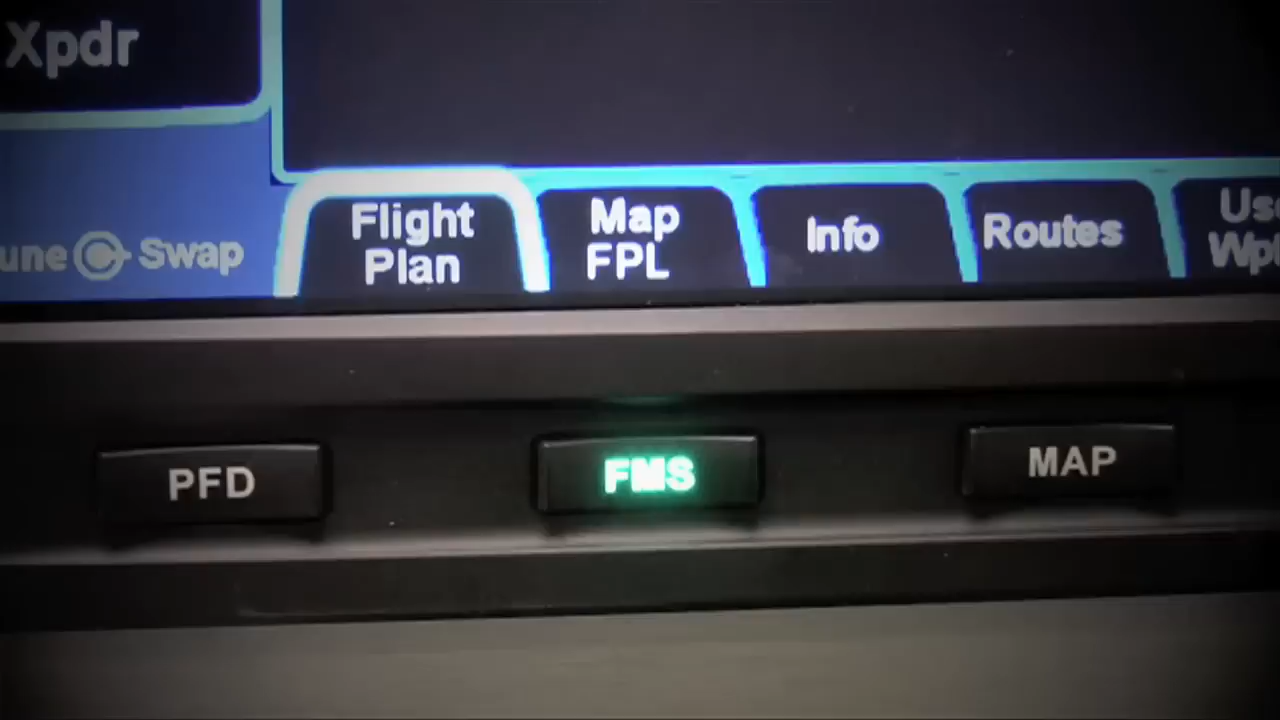 Xpdr
Swap
Flight
Plan
Map
FPL
Info
Routes
PFD
FMS
MAP